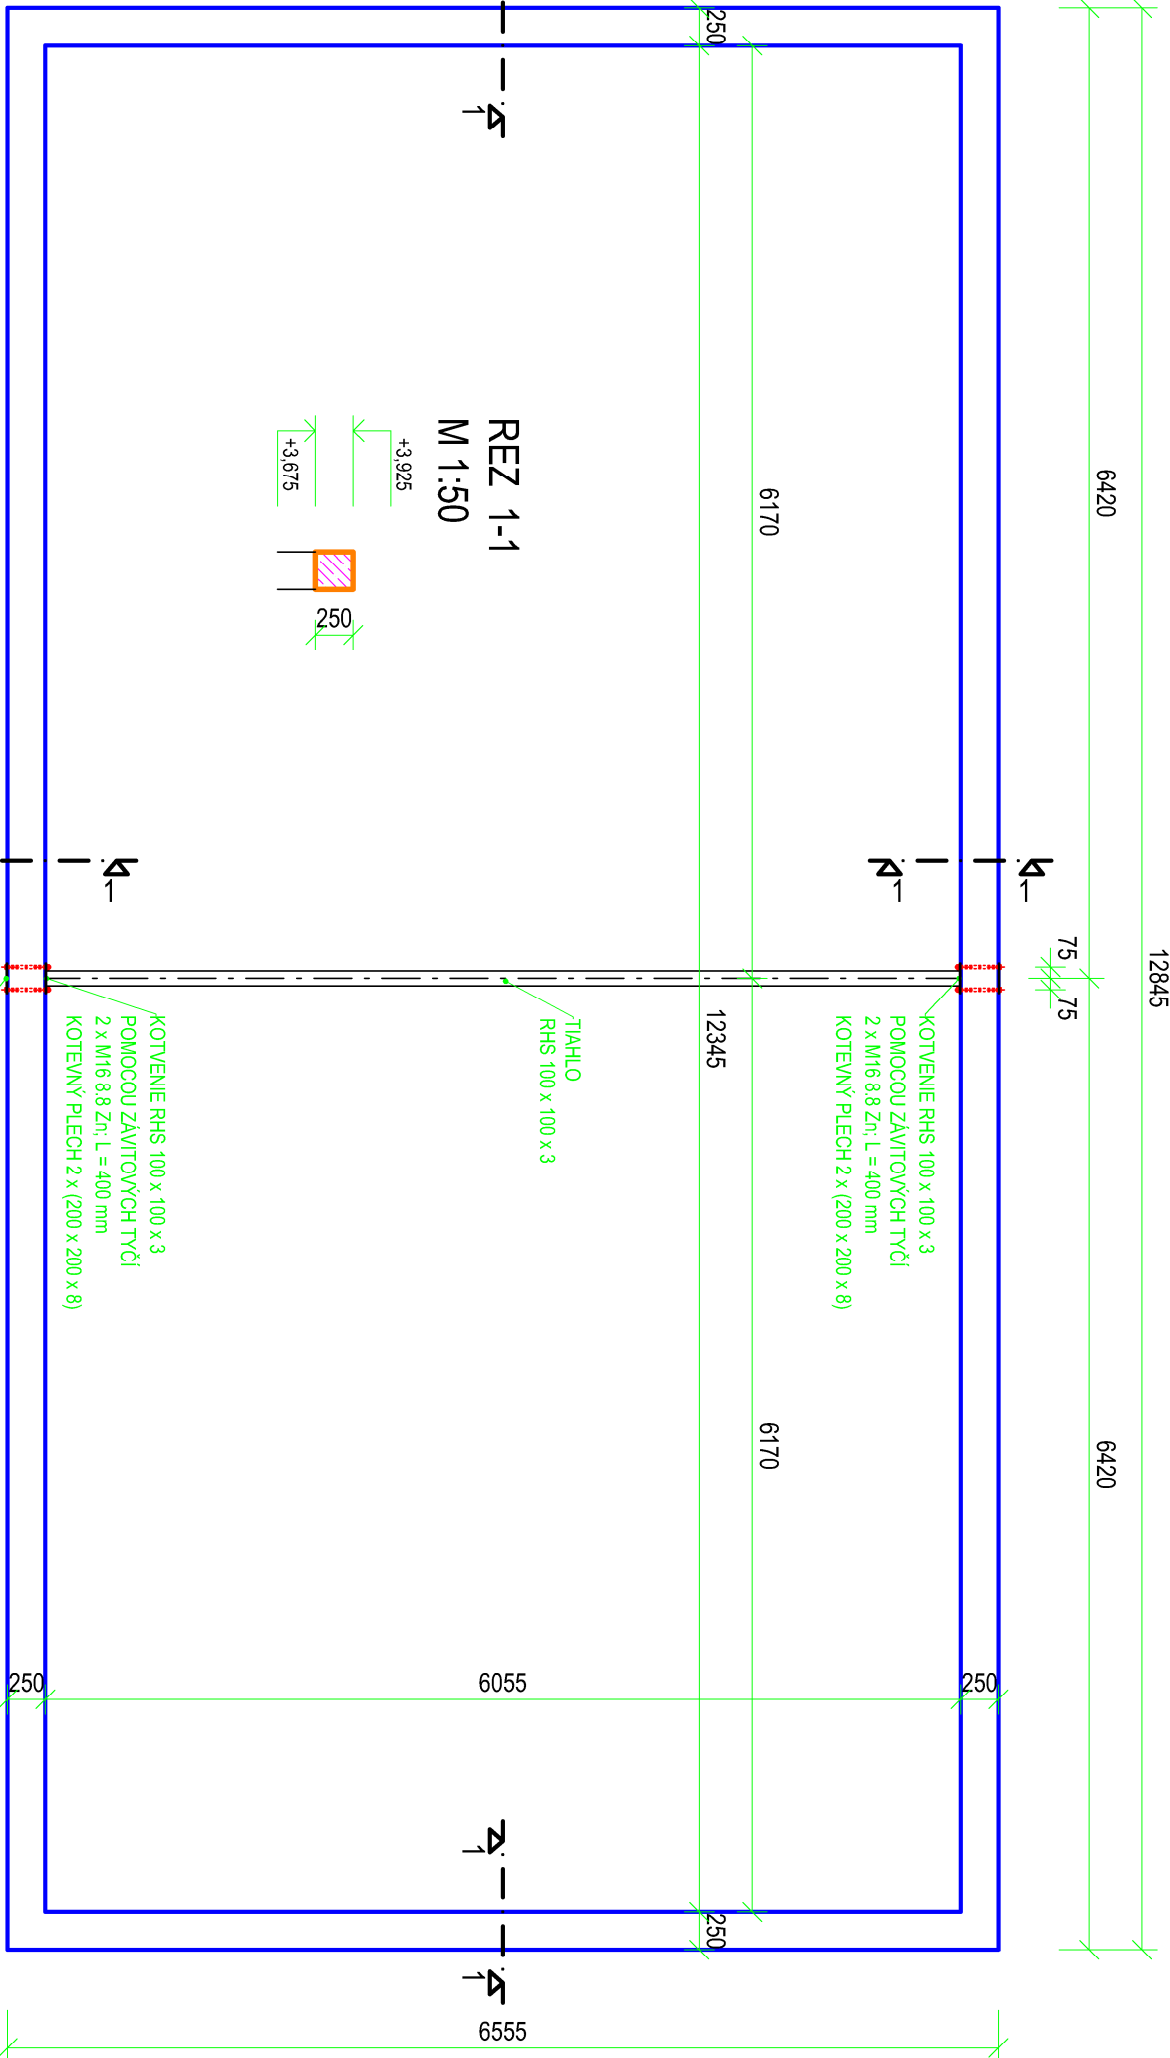 12845
6420
6420
75
75
250
6170
6170
12345
250
1
1
1
1
1
1
REZ 1-1
M 1:50
+3,925
+3,675
250
KOTVENIE RHS 100 x 100 x 3
POMOCOU ZÁVITOVÝCH TYČÍ
2 x M16 8.8 Zn; L = 400 mm
KOTEVNÝ PLECH 2 x (200 x 200 x 8)
TIAHLO
RHS 100 x 100 x 3
KOTVENIE RHS 100 x 100 x 3
POMOCOU ZÁVITOVÝCH TYČÍ
2 x M16 8.8 Zn; L = 400 mm
KOTEVNÝ PLECH 2 x (200 x 200 x 8)
250
6055
250
6555